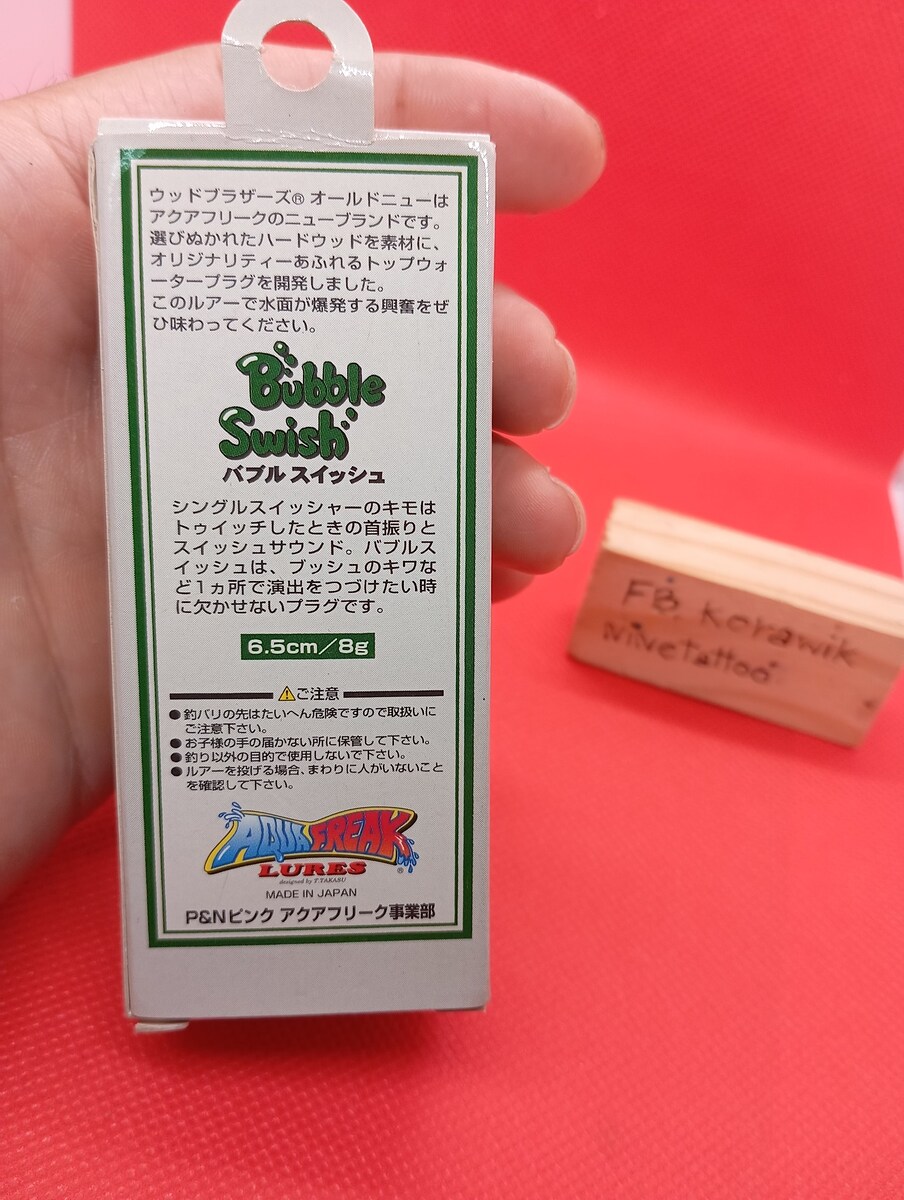 ウッドブラザーズ® オールドニューは
アクアフリークのニューブランドです。
選びぬかれたハードウッドを素材に、
オリジナリティーあふれるトップウォ
ータープラグを開発しました。
このルアーで水面が爆発する興奮をぜ
ひ味わってください。
Bubble
Swish
バブル スイッシュ
シングルスイッシャーのキモは
トゥイッチしたときの首振りと
スイッシュサウンド。バブルス
イッシュは、ブッシュのキワな
ど1ヵ所で演出をつづけたい時
に欠かせないプラグです。
6.5cm/8g
⚠ご注意
●釣バリの先はたいへん危険ですので取扱いに
ご注意下さい。
●お子様の手の届かない所に保管して下さい。
●釣り以外の目的で使用しないで下さい。
●ルアーを投げる場合、まわりに人がいないこと
を確認して下さい。
AQUA FREAK
LURES ®
designed by T.TAKASU
MADE IN JAPAN
P&Nピンク アクアフリーク事業部
FB. Korawik
Nivetattoo